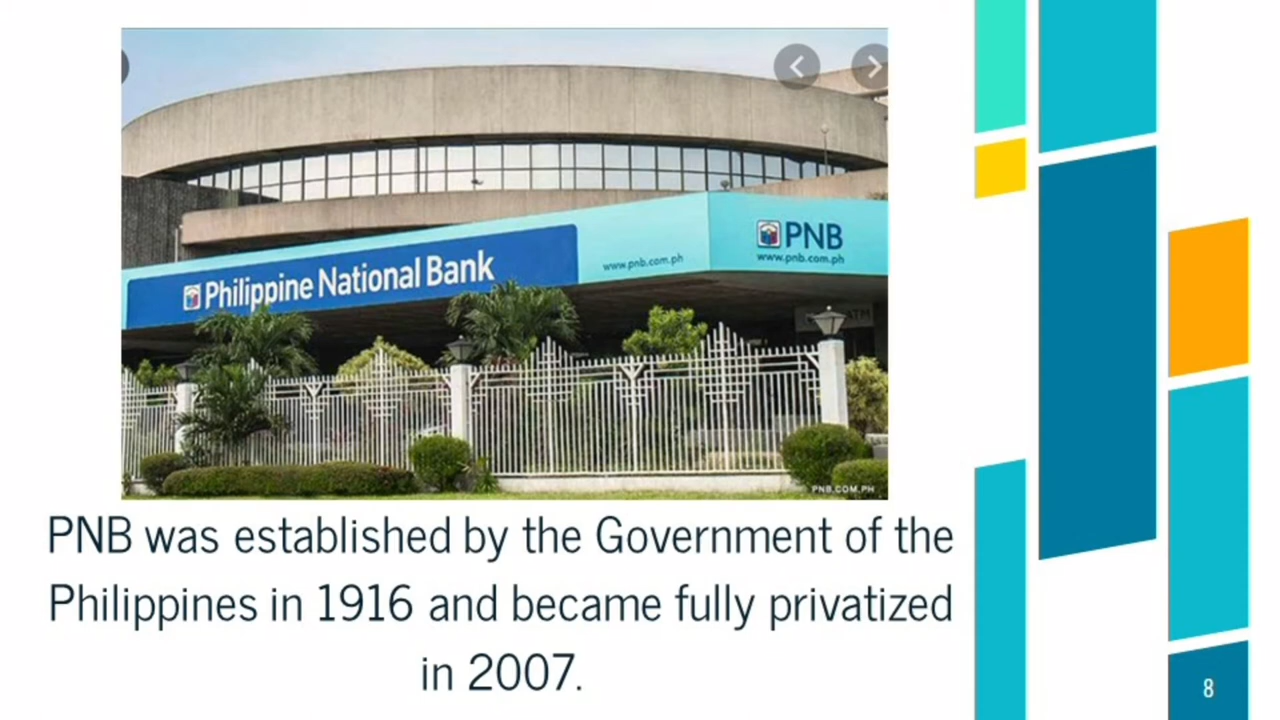 PNB
www.pnb.com.ph
www.pnb.com.ph
Philippine National Bank
ATM
PNB.COM.PH
PNB was established by the Government of the
Philippines in 1916 and became fully privatized
in 2007.
8